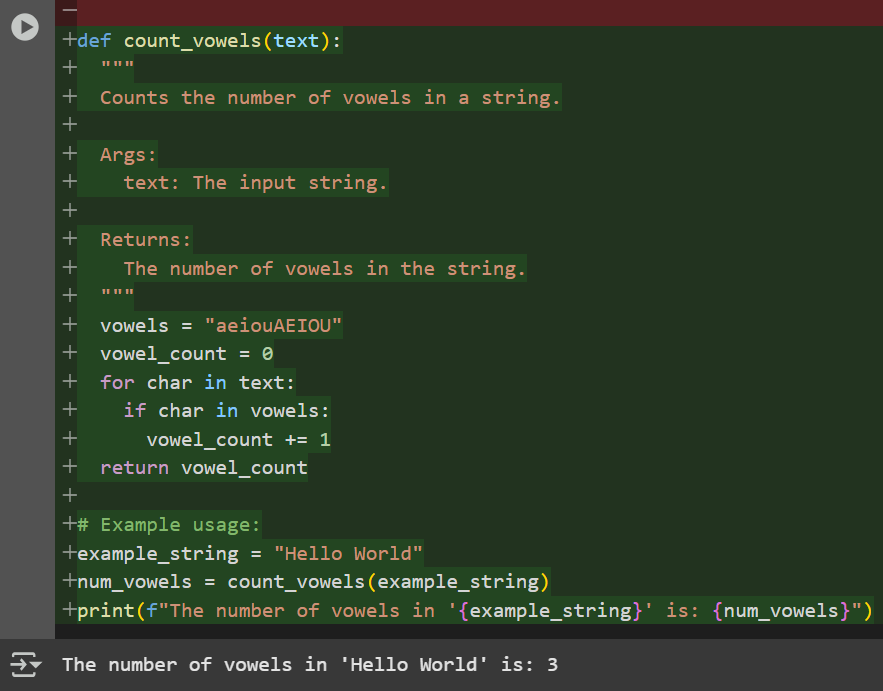 −
+def count_vowels(text):
+  """
+  Counts the number of vowels in a string.
+
+  Args:
+    text: The input string.
+
+  Returns:
+    The number of vowels in the string.
+  """
+  vowels = "aeiouAEIOU"
+  vowel_count = 0
+  for char in text:
+    if char in vowels:
+      vowel_count += 1
+  return vowel_count
+
+# Example usage:
+example_string = "Hello World"
+num_vowels = count_vowels(example_string)
+print(f"The number of vowels in '{example_string}' is: {num_vowels}")
The number of vowels in 'Hello World' is: 3